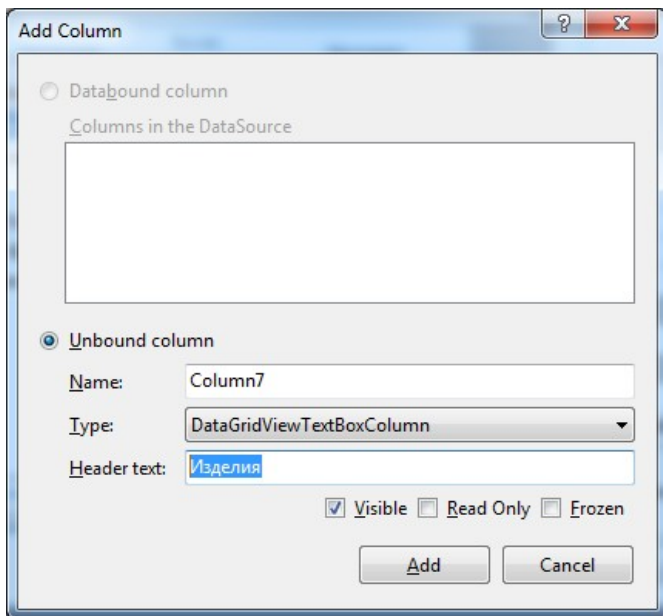 Add Column
Databound column
Columns in the DataSource
Unbound column
Name: Column7
Type: DataGridViewTextBoxColumn
Header text: Изделия
Visible Read Only Frozen
Add Cancel